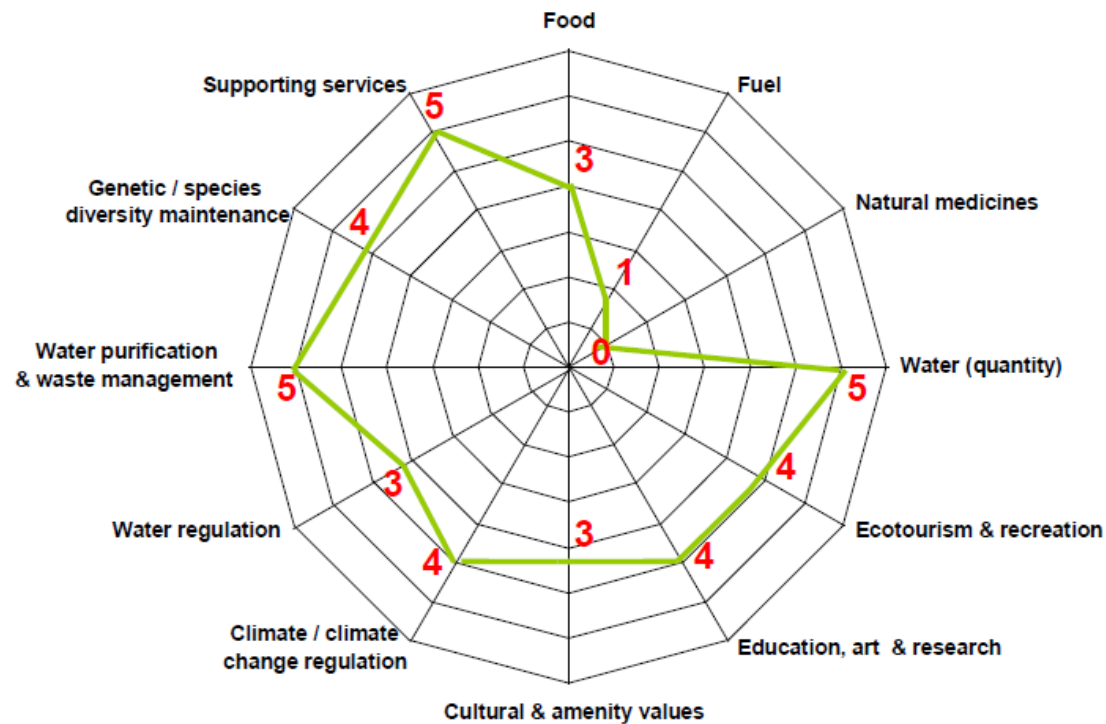 Food
Supporting services
Fuel
5
3
Genetic / species
diversity maintenance
4
Natural medicines
1
0
Water purification
& waste management
5
Water (quantity)
5
4
3
Water regulation
Ecotourism & recreation
3
4
4
Climate / climate
change regulation
Education, art & research
Cultural & amenity values